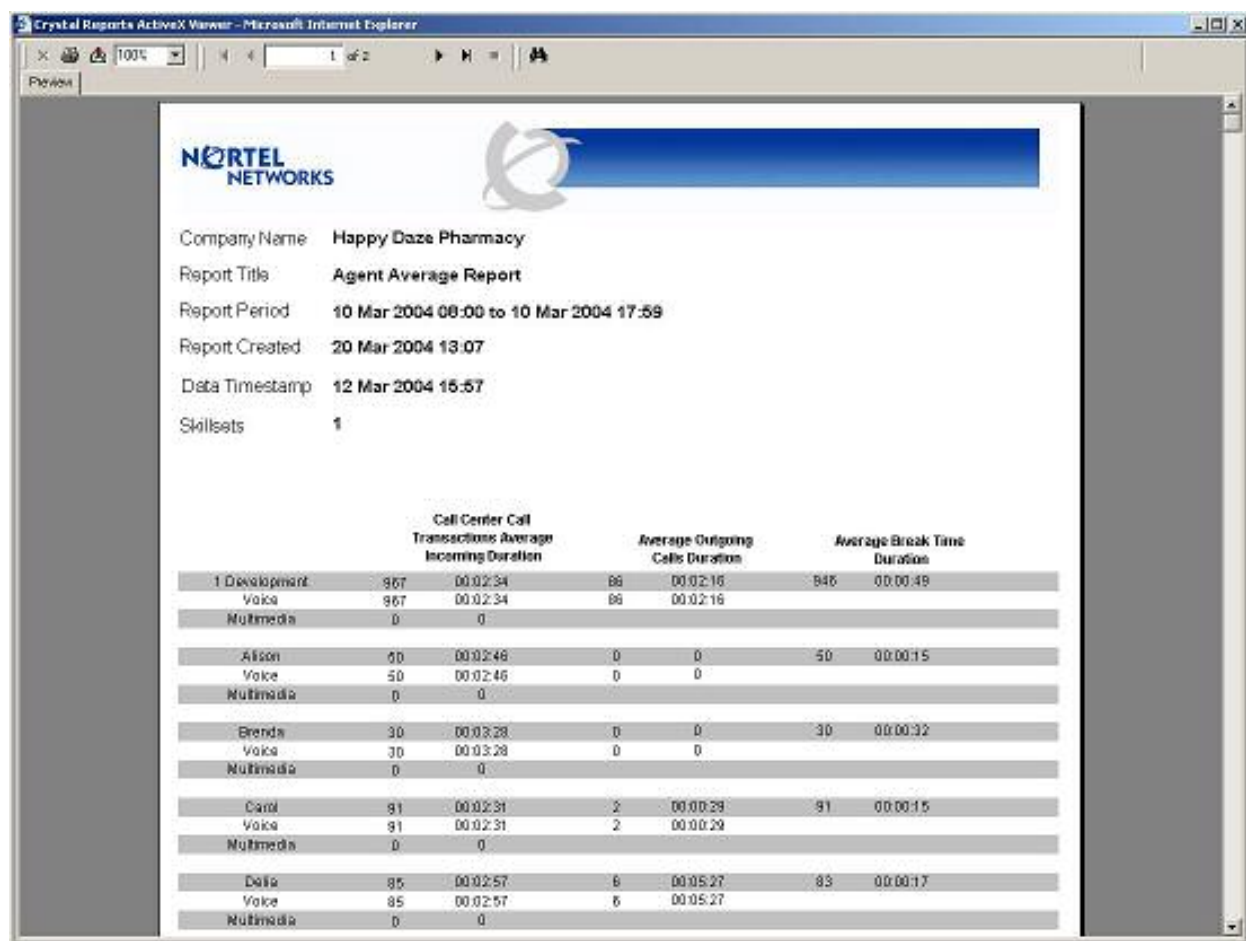 Crystal Reports ActiveX Viewer - Microsoft Internet Explorer
100% 1 of 2
Preview
NORTEL
NETWORKS
Company Name Happy Daze Pharmacy
Report Title Agent Average Report
Report Period 10 Mar 2004 08:00 to 10 Mar 2004 17:59
Report Created 20 Mar 2004 13:07
Data Timestamp 12 Mar 2004 15:57
Skillsets 1
Call Center Call
Transactions Average Average Outgoing Average Break Time
Incoming Duration Calls Duration Duration
1 Development 967 00:02:34 86 00:02:16 946 00:00:49
Voice 967 00:02:34 86 00:02:16
Multimedia 0 0
Alison 50 00:02:46 0 0 50 00:00:15
Voice 50 00:02:46 0 0
Multimedia 0 0
Brenda 30 00:03:28 0 0 30 00:00:32
Voice 30 00:03:28 0 0
Multimedia 0 0
Carol 91 00:02:31 2 00:00:29 91 00:00:15
Voice 91 00:02:31 2 00:00:29
Multimedia 0 0
Delia 85 00:02:57 6 00:05:27 83 00:00:17
Voice 85 00:02:57 6 00:05:27
Multimedia 0 0